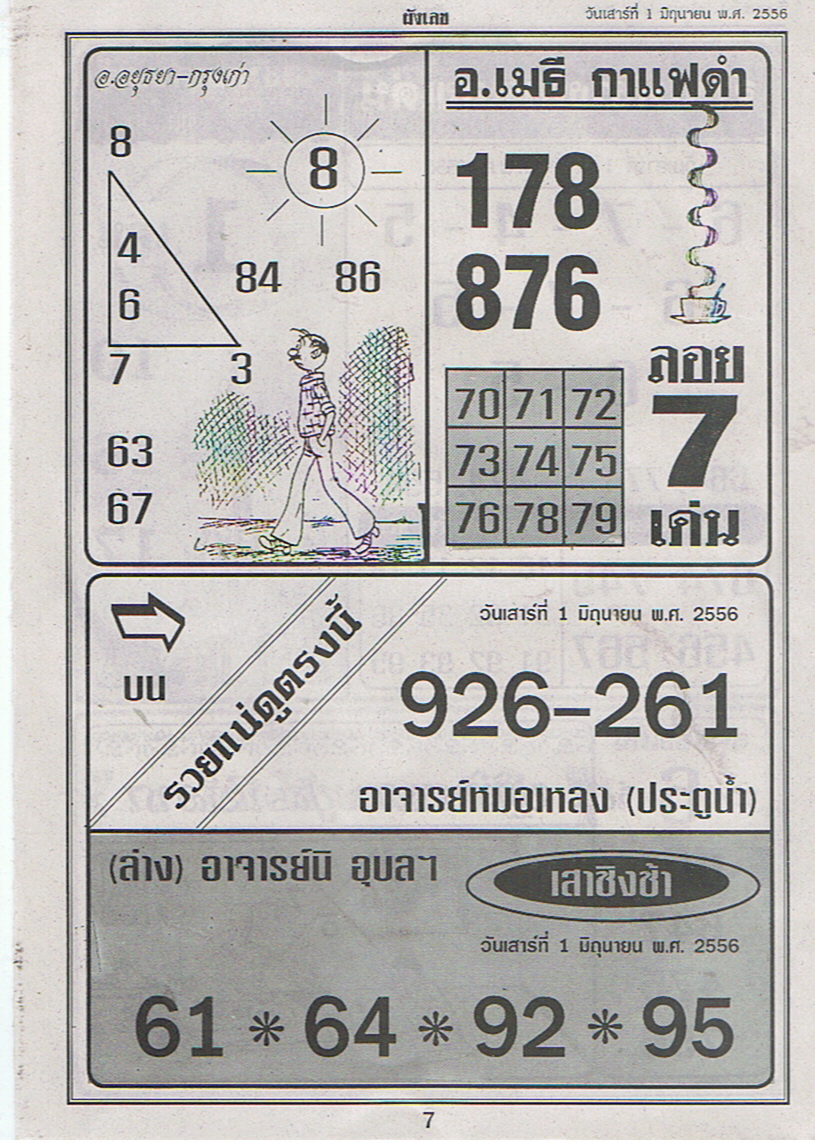 ผังเลข
วันเสาร์ที่ 1 มิถุนายน พ.ศ. 2556
อ.อยุธยา-กรุงเก่า
8
8
4
6
7 3
84 86
63
67
อ.เมธี กาแฟดำ
178
876
70 71 72
73 74 75
76 78 79
ลอย
7
เด่น
บน
รวยแน่ดูตรงนี้
วันเสาร์ที่ 1 มิถุนายน พ.ศ. 2556
926-261
อาจารย์หมอเหลง (ประตูน้ำ)
(ล่าง) อาจารย์นิ อุบลฯ
เสาชิงช้า
วันเสาร์ที่ 1 มิถุนายน พ.ศ. 2556
61 * 64 * 92 * 95
7